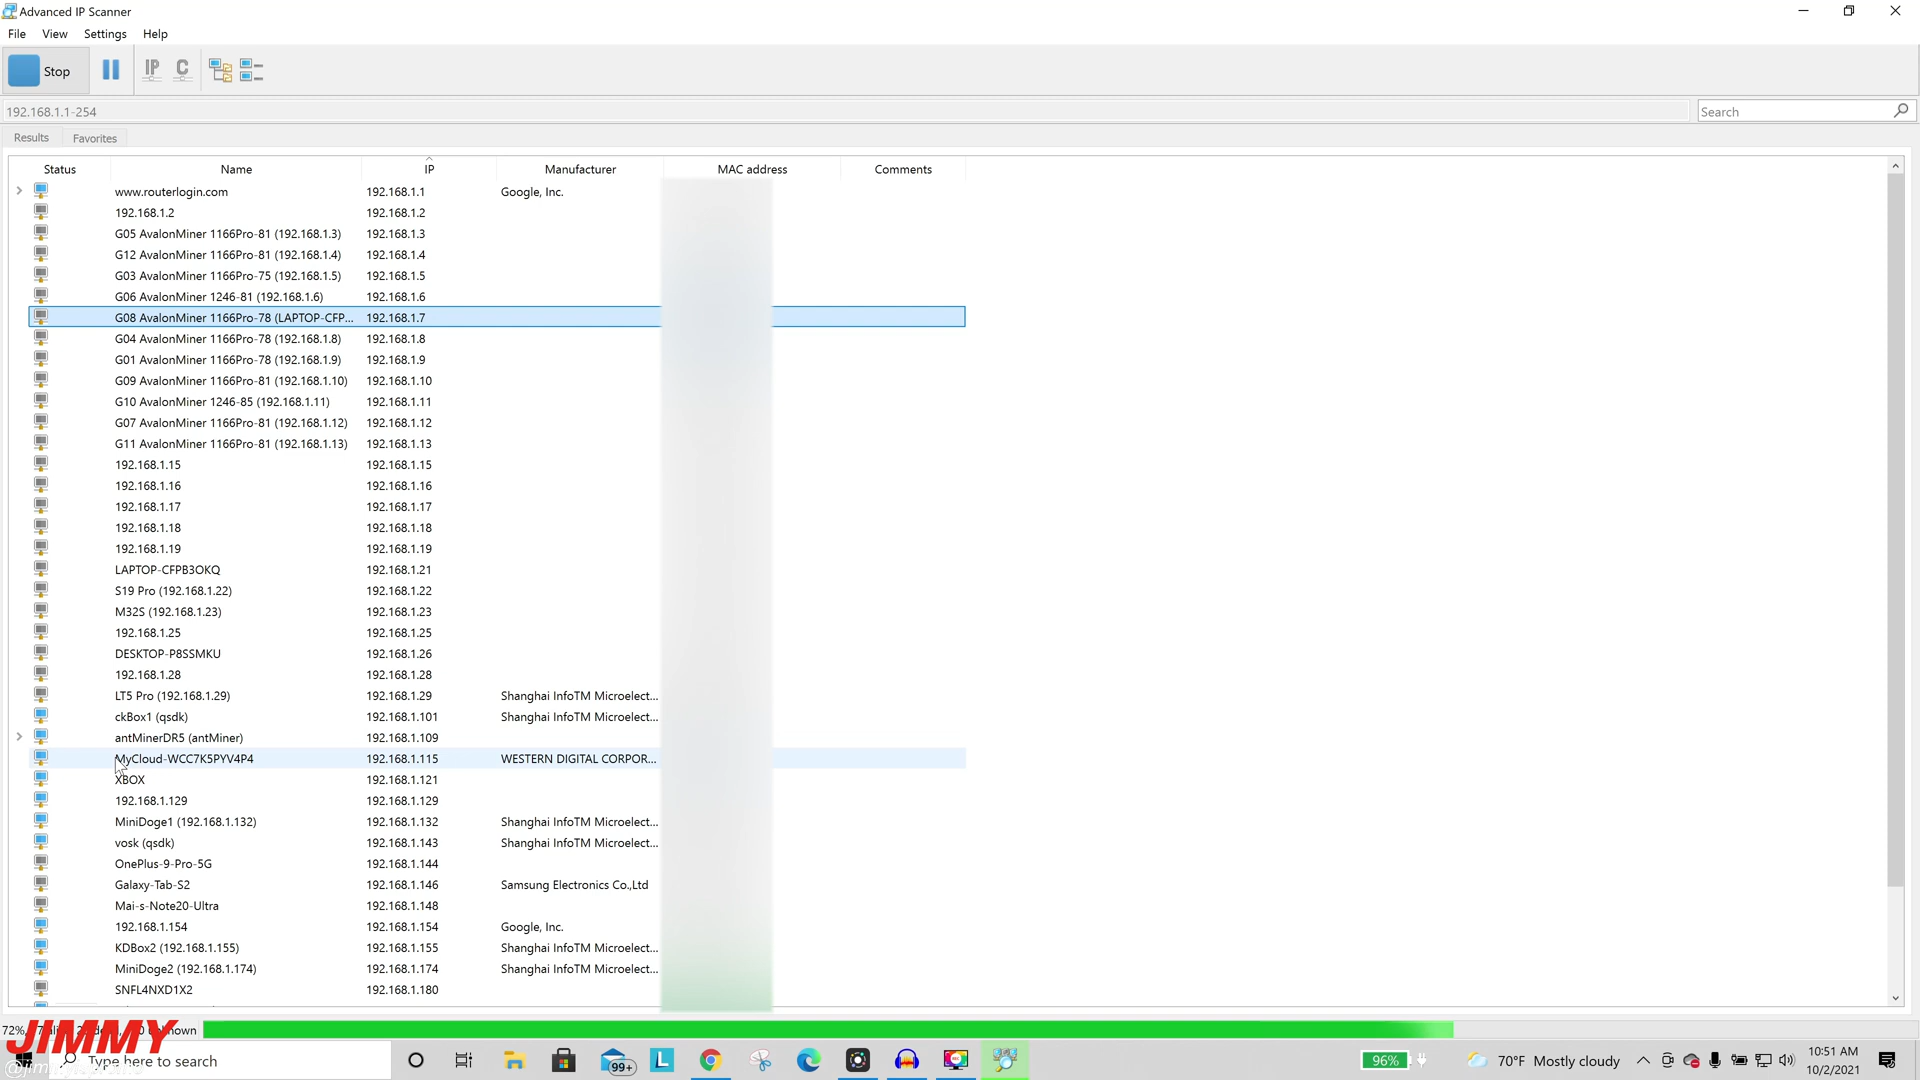 Advanced IP Scanner
File View Settings Help
Stop IP C
192.168.1.1-254 Search
Results Favorites
Status Name IP Manufacturer MAC address Comments
www.routerlogin.com 192.168.1.1 Google, Inc.
192.168.1.2 192.168.1.2
G05 AvalonMiner 1166Pro-81 (192.168.1.3) 192.168.1.3
G12 AvalonMiner 1166Pro-81 (192.168.1.4) 192.168.1.4
G03 AvalonMiner 1166Pro-75 (192.168.1.5) 192.168.1.5
G06 AvalonMiner 1246-81 (192.168.1.6) 192.168.1.6
G08 AvalonMiner 1166Pro-78 (LAPTOP-CFP... 192.168.1.7
G04 AvalonMiner 1166Pro-78 (192.168.1.8) 192.168.1.8
G01 AvalonMiner 1166Pro-78 (192.168.1.9) 192.168.1.9
G09 AvalonMiner 1166Pro-81 (192.168.1.10) 192.168.1.10
G10 AvalonMiner 1246-85 (192.168.1.11) 192.168.1.11
G07 AvalonMiner 1166Pro-81 (192.168.1.12) 192.168.1.12
G11 AvalonMiner 1166Pro-81 (192.168.1.13) 192.168.1.13
192.168.1.15 192.168.1.15
192.168.1.16 192.168.1.16
192.168.1.17 192.168.1.17
192.168.1.18 192.168.1.18
192.168.1.19 192.168.1.19
LAPTOP-CFPB3OKQ 192.168.1.21
S19 Pro (192.168.1.22) 192.168.1.22
M32S (192.168.1.23) 192.168.1.23
192.168.1.25 192.168.1.25
DESKTOP-P8SSMKU 192.168.1.26
192.168.1.28 192.168.1.28
LT5 Pro (192.168.1.29) 192.168.1.29 Shanghai InfoTM Microelect...
ckBox1 (qsdk) 192.168.1.101 Shanghai InfoTM Microelect...
antMinerDR5 (antMiner) 192.168.1.109
MyCloud-WCC7K5PYV4P4 192.168.1.115 WESTERN DIGITAL CORPOR...
XBOX 192.168.1.121
192.168.1.129 192.168.1.129
MiniDoge1 (192.168.1.132) 192.168.1.132 Shanghai InfoTM Microelect...
vosk (qsdk) 192.168.1.143 Shanghai InfoTM Microelect...
OnePlus-9-Pro-5G 192.168.1.144
Galaxy-Tab-S2 192.168.1.146 Samsung Electronics Co.,Ltd
Mai-s-Note20-Ultra 192.168.1.148
192.168.1.154 192.168.1.154 Google, Inc.
KDBox2 (192.168.1.155) 192.168.1.155 Shanghai InfoTM Microelect...
MiniDoge2 (192.168.1.174) 192.168.1.174 Shanghai InfoTM Microelect...
SNFL4NXD1X2 192.168.1.180
72%,
JIMMY
Type here to search 99+ L 96% 70°F Mostly cloudy 10:51 AM
10/2/2021